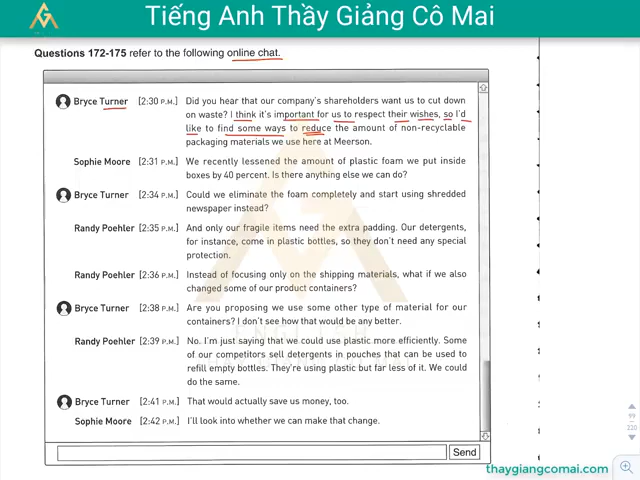 Tiếng Anh Thầy Giảng Cô Mai
Questions 172-175 refer to the following online chat.
Bryce Turner [2:30 P.M.] Did you hear that our company's shareholders want us to cut down
on waste? I think it's important for us to respect their wishes, so I'd
like to find some ways to reduce the amount of non-recyclable
packaging materials we use here at Meerson.
Sophie Moore [2:31 P.M.] We recently lessened the amount of plastic foam we put inside
boxes by 40 percent. Is there anything else we can do?
Bryce Turner [2:34 P.M.] Could we eliminate the foam completely and start using shredded
newspaper instead?
Randy Poehler [2:35 P.M.] And only our fragile items need the extra padding. Our detergents,
for instance, come in plastic bottles, so they don't need any special
protection.
Randy Poehler [2:36 P.M.] Instead of focusing only on the shipping materials, what if we also
changed some of our product containers?
Bryce Turner [2:38 P.M.] Are you proposing we use some other type of material for our
containers? I don't see how that would be any better.
Randy Poehler [2:39 P.M.] No. I'm just saying that we could use plastic more efficiently. Some
of our competitors sell detergents in pouches that can be used to
refill empty bottles. They're using plastic but far less of it. We could
do the same.
Bryce Turner [2:41 P.M.] That would actually save us money, too.
Sophie Moore [2:42 P.M.] I'll look into whether we can make that change.
Send
99
220
thaygiangcomai.com
ENGLISH